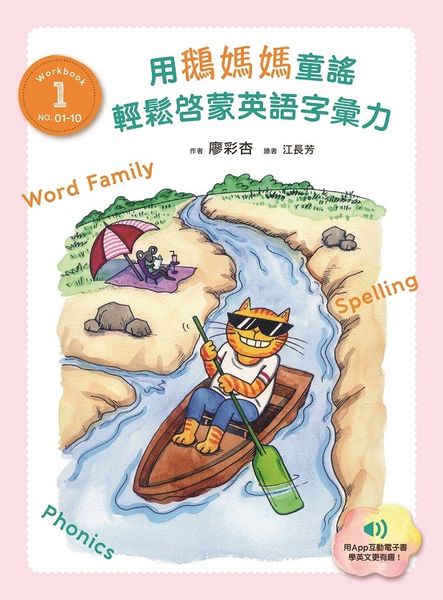 Workbook
1
NO. 01-10
用鵝媽媽童謠
輕鬆啓蒙英語字彙力
作者 廖彩杏 繪者 江長芳
Word Family
Spelling
Phonics
用App互動電子書
學英文更有趣！